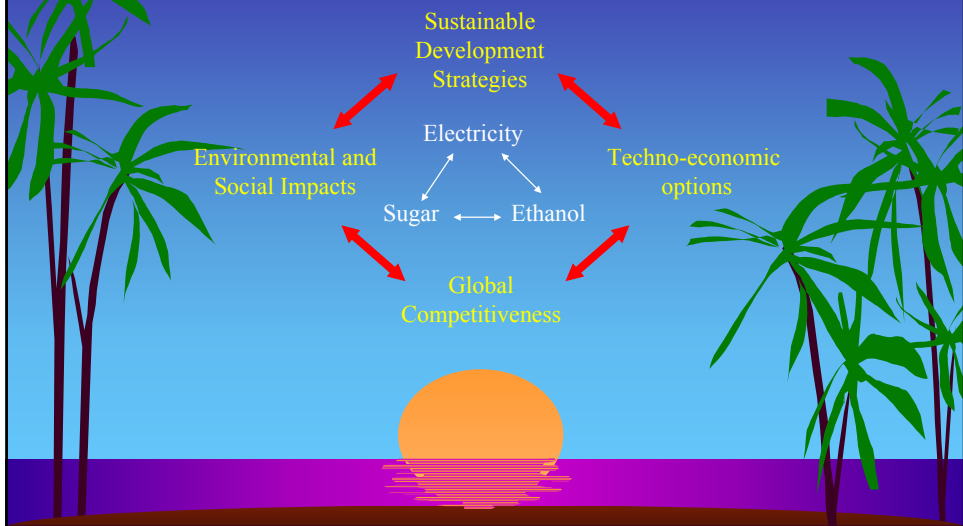 Sustainable
Development
Strategies
Electricity
Environmental and
Social Impacts
Techno-economic
options
Sugar
Ethanol
Global
Competitiveness